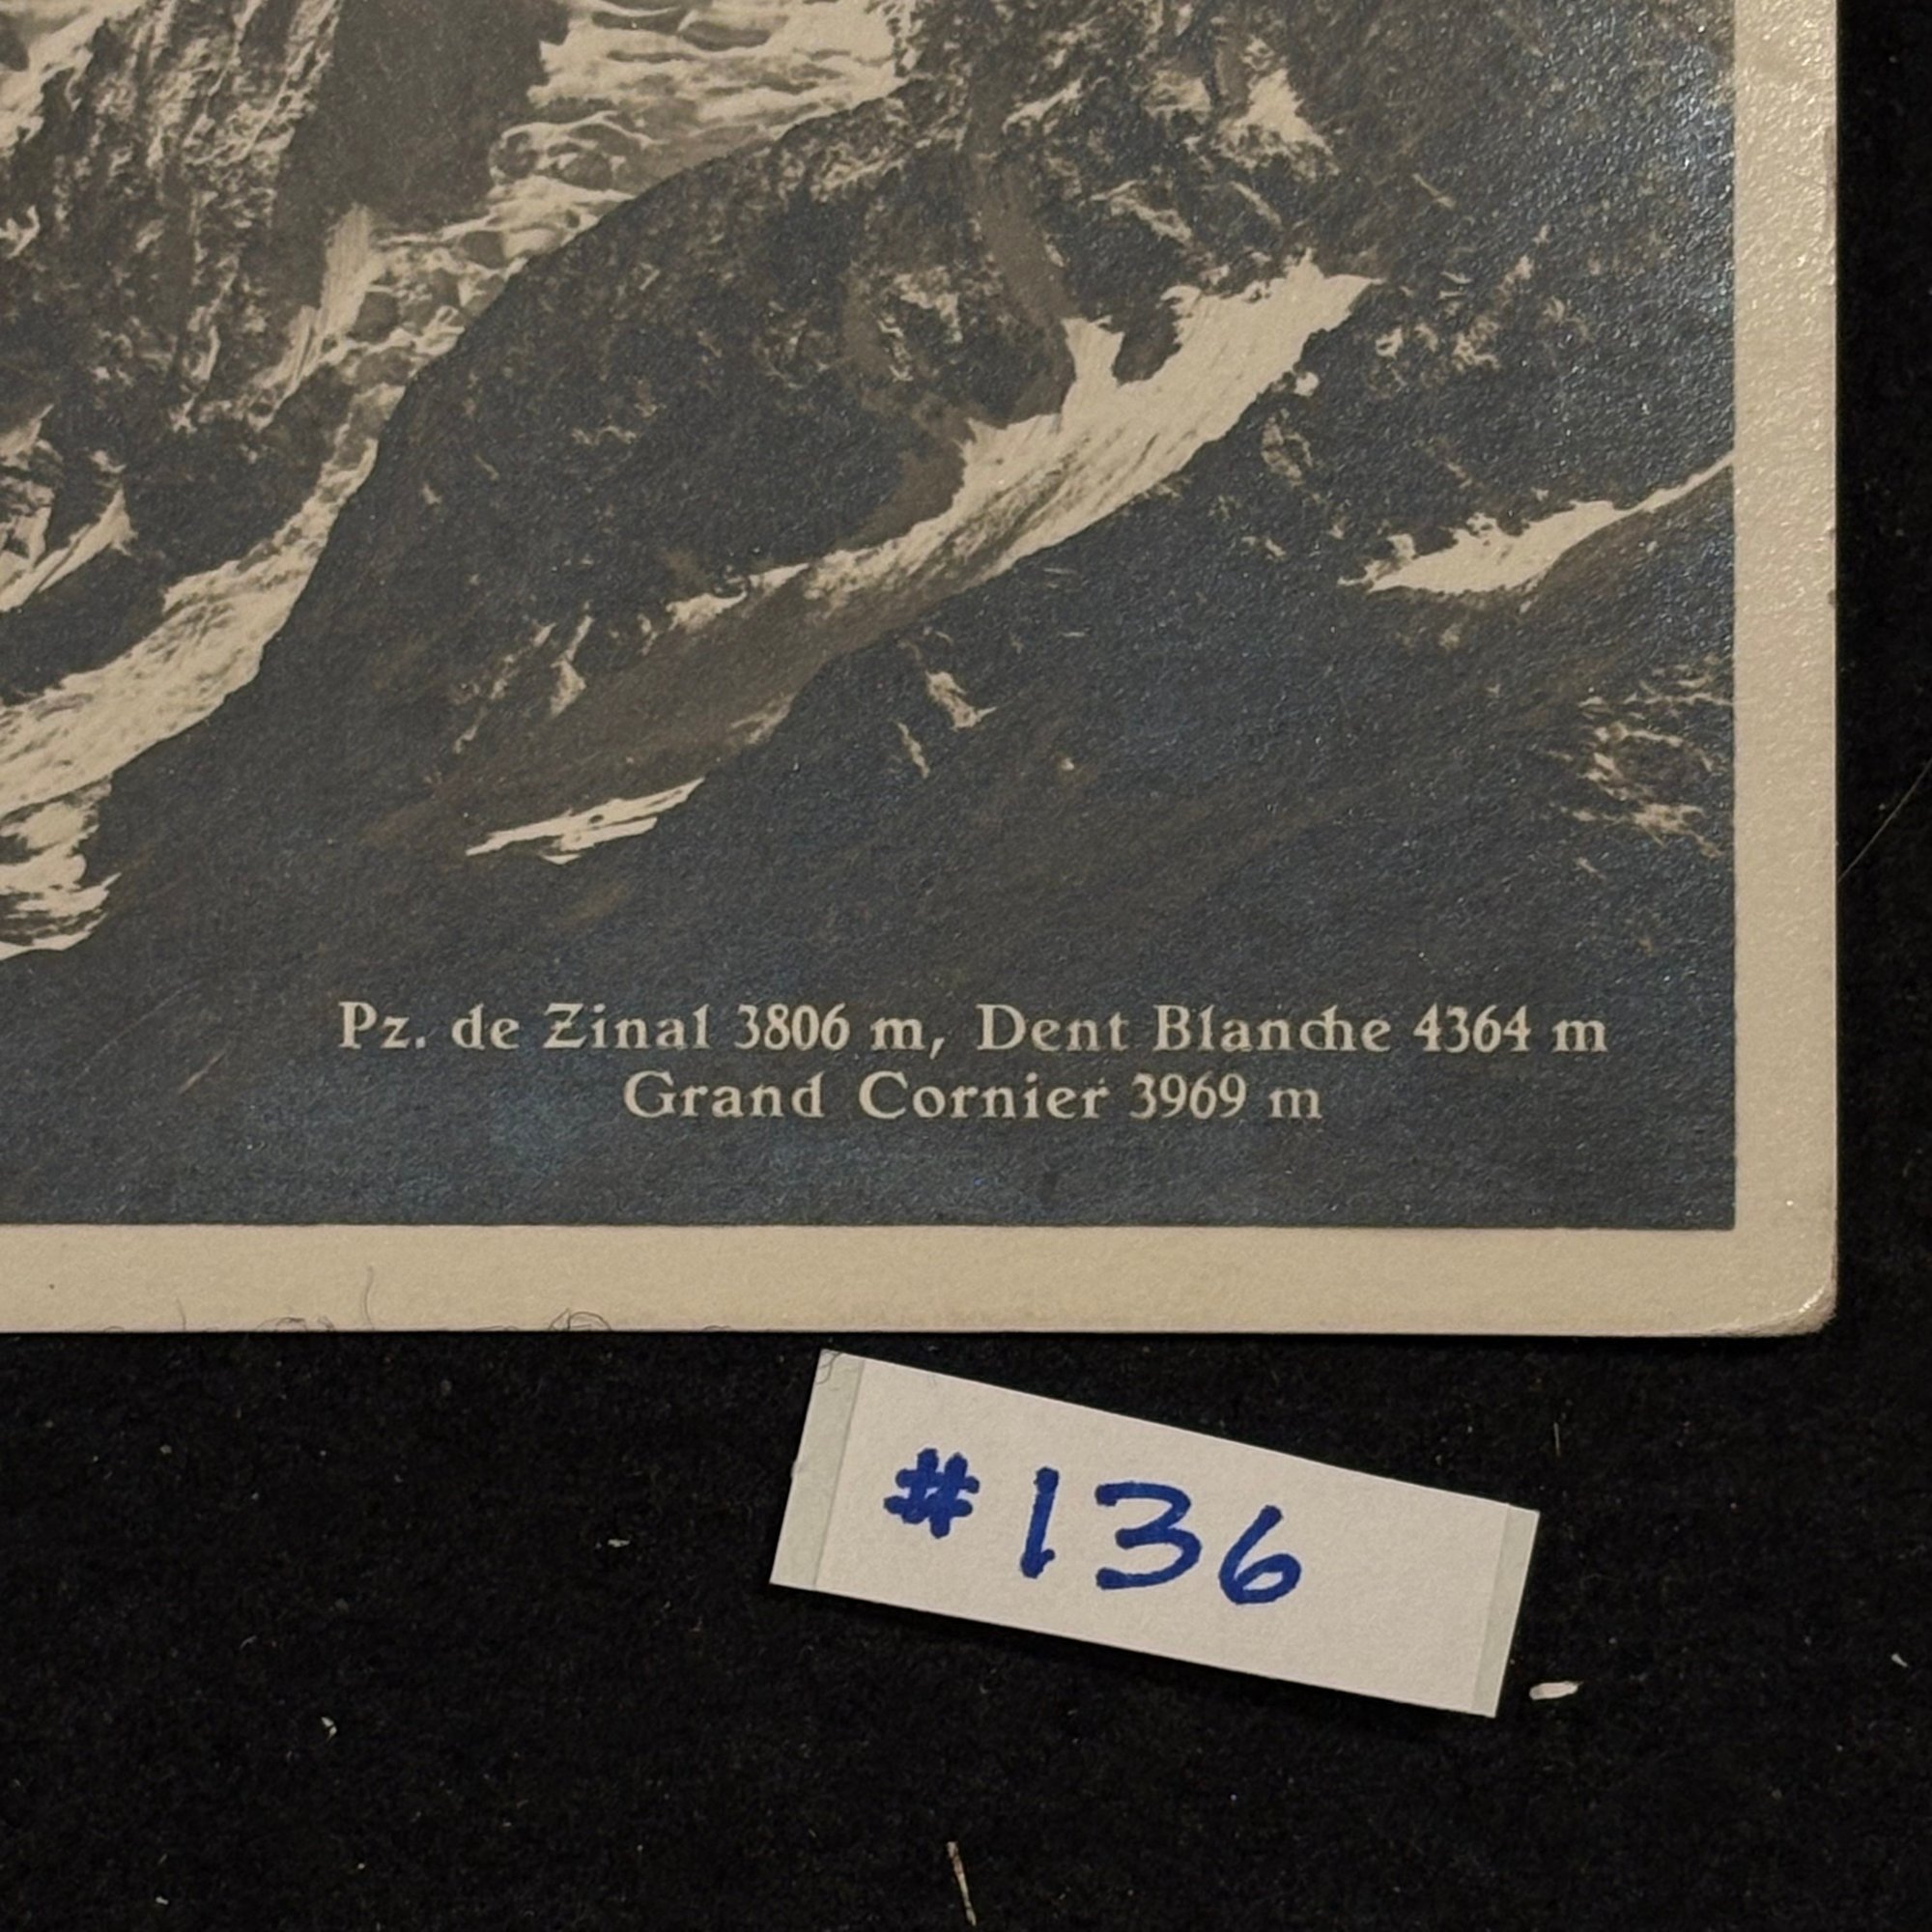 Pz. de Zinal 3806 m, Dent Blanche 4364 m
Grand Cornier 3969 m
#136